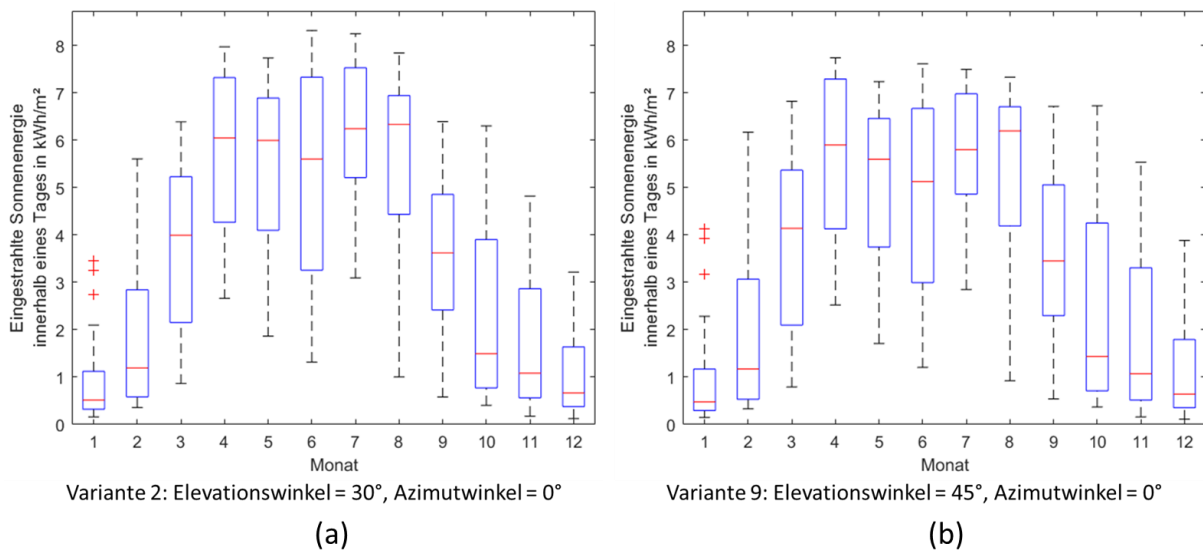 Eingestrahlte Sonnenenergie
innerhalb eines Tages in kWh/m²
8
7
6
5
4
3
2
1
0
1 2 3 4 5 6 7 8 9 10 11 12
Monat
Variante 2: Elevationswinkel = 30°, Azimutwinkel = 0°
(a)
Eingestrahlte Sonnenenergie
innerhalb eines Tages in kWh/m²
8
7
6
5
4
3
2
1
0
1 2 3 4 5 6 7 8 9 10 11 12
Monat
Variante 9: Elevationswinkel = 45°, Azimutwinkel = 0°
(b)